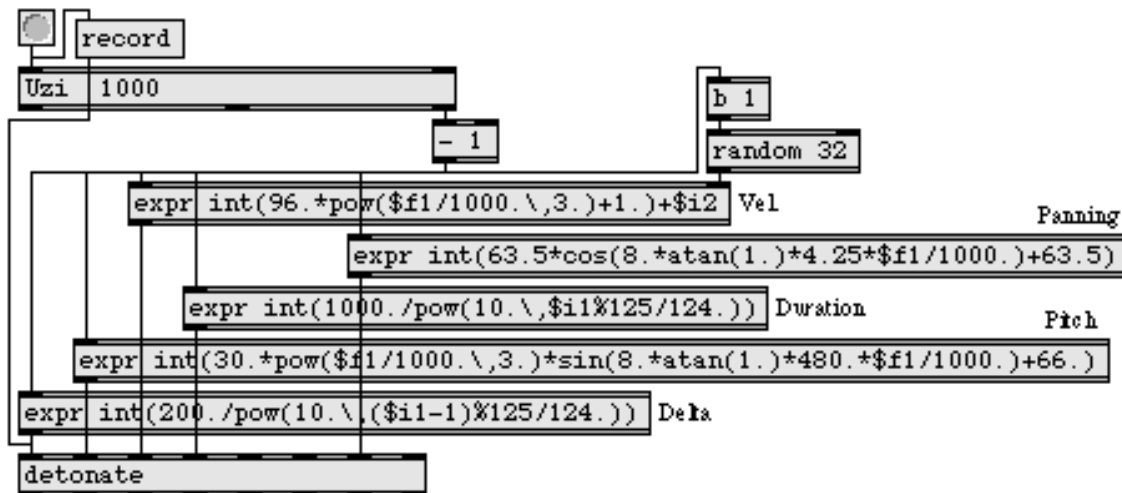 record
Uzi 1000
b 1
- 1
random 32
expr int(96.*pow($f1/1000.\,3.)+1.)+$i2 Vel
Panning
expr int(63.5*cos(8.*atan(1.)*4.25*$f1/1000.)+63.5)
expr int(1000./pow(10.\,$i1%125/124.)) Duration
Pitch
expr int(30.*pow($f1/1000.\,3.)*sin(8.*atan(1.)*480.*$f1/1000.)+66.)
expr int(200./pow(10.\,($i1-1)%125/124.)) Delta
detonate